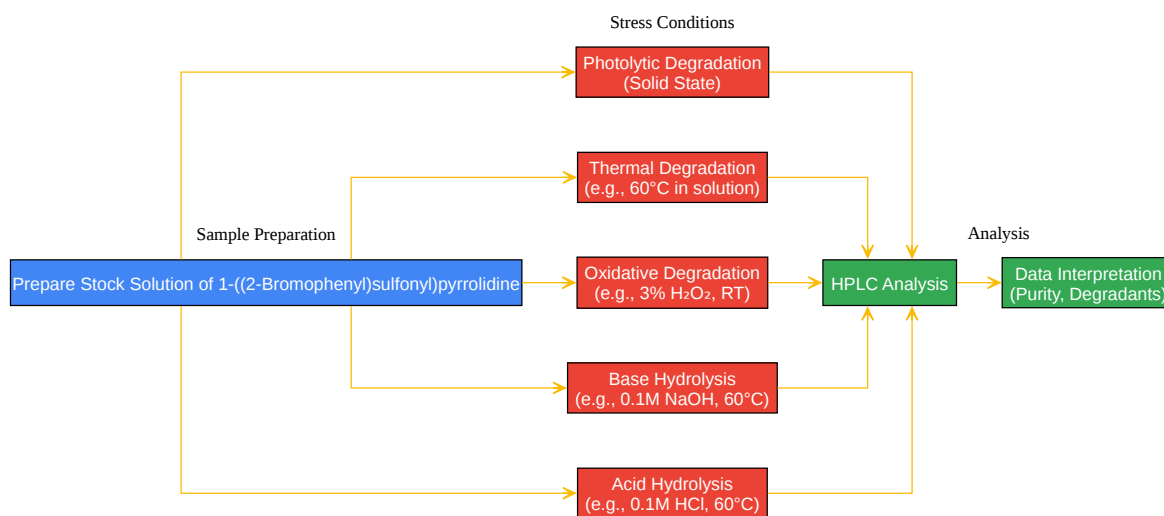 Stress Conditions
Photolytic Degradation
(Solid State)
Thermal Degradation
(e.g., 60°C in solution)
Sample Preparation
Analysis
Prepare Stock Solution of 1-((2-Bromophenyl)sulfonyl)pyrrolidine
Oxidative Degradation
(e.g., 3% H₂O₂, RT)
HPLC Analysis
Data Interpretation
(Purity, Degradants)
Base Hydrolysis
(e.g., 0.1M NaOH, 60°C)
Acid Hydrolysis
(e.g., 0.1M HCl, 60°C)